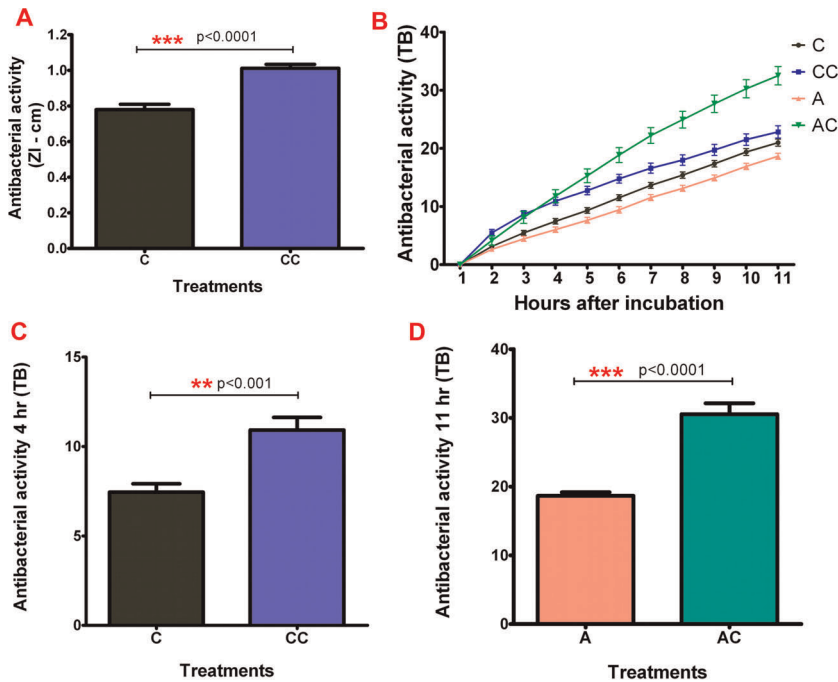 A
*** p<0.0001
Antibacterial activity
(ZI - cm)
1.2
1.0
0.8
0.6
0.4
0.2
0.0
C CC
Treatments
B
Antibacterial activity (TB)
40
30
20
10
0
1 2 3 4 5 6 7 8 9 10 11
Hours after incubation
C
CC
A
AC
C
** p<0.001
Antibacterial activity 4 hr (TB)
15
10
5
0
C CC
Treatments
D
*** p<0.0001
Antibacterial activity 11 hr (TB)
40
30
20
10
0
A AC
Treatments